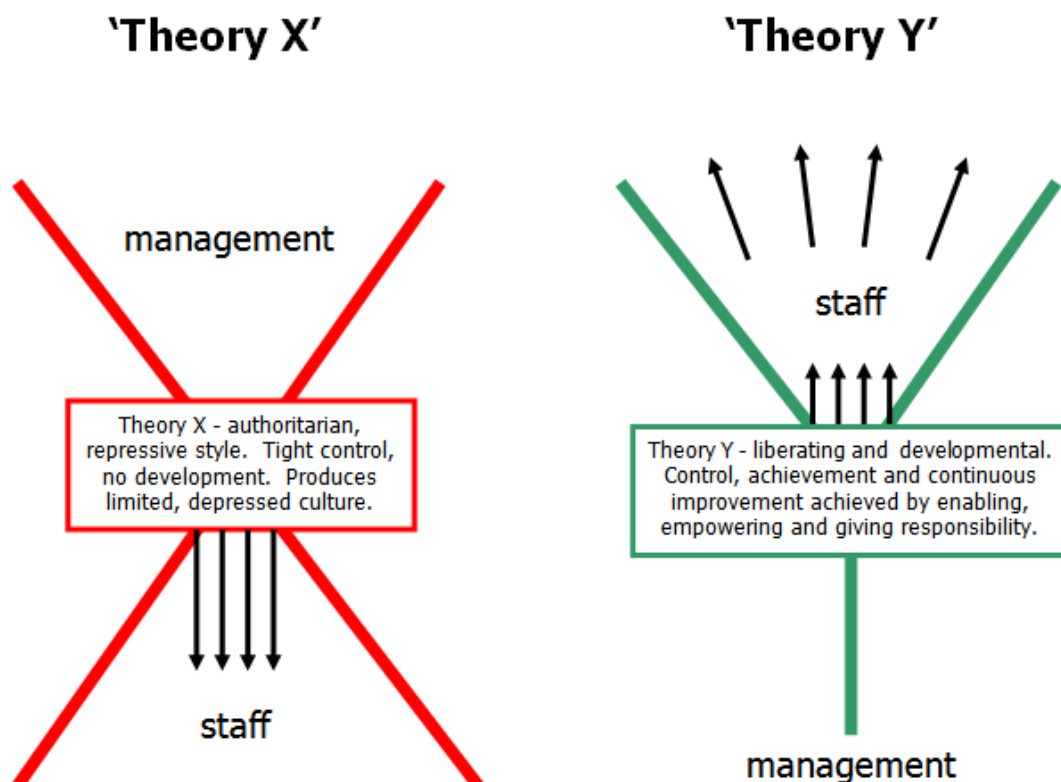 ‘Theory X’
management
Theory X - authoritarian,
repressive style.  Tight control,
no development.  Produces
limited, depressed culture.
staff
‘Theory Y’
staff
Theory Y - liberating and developmental.
Control, achievement and continuous
improvement achieved by enabling,
empowering and giving responsibility.
management